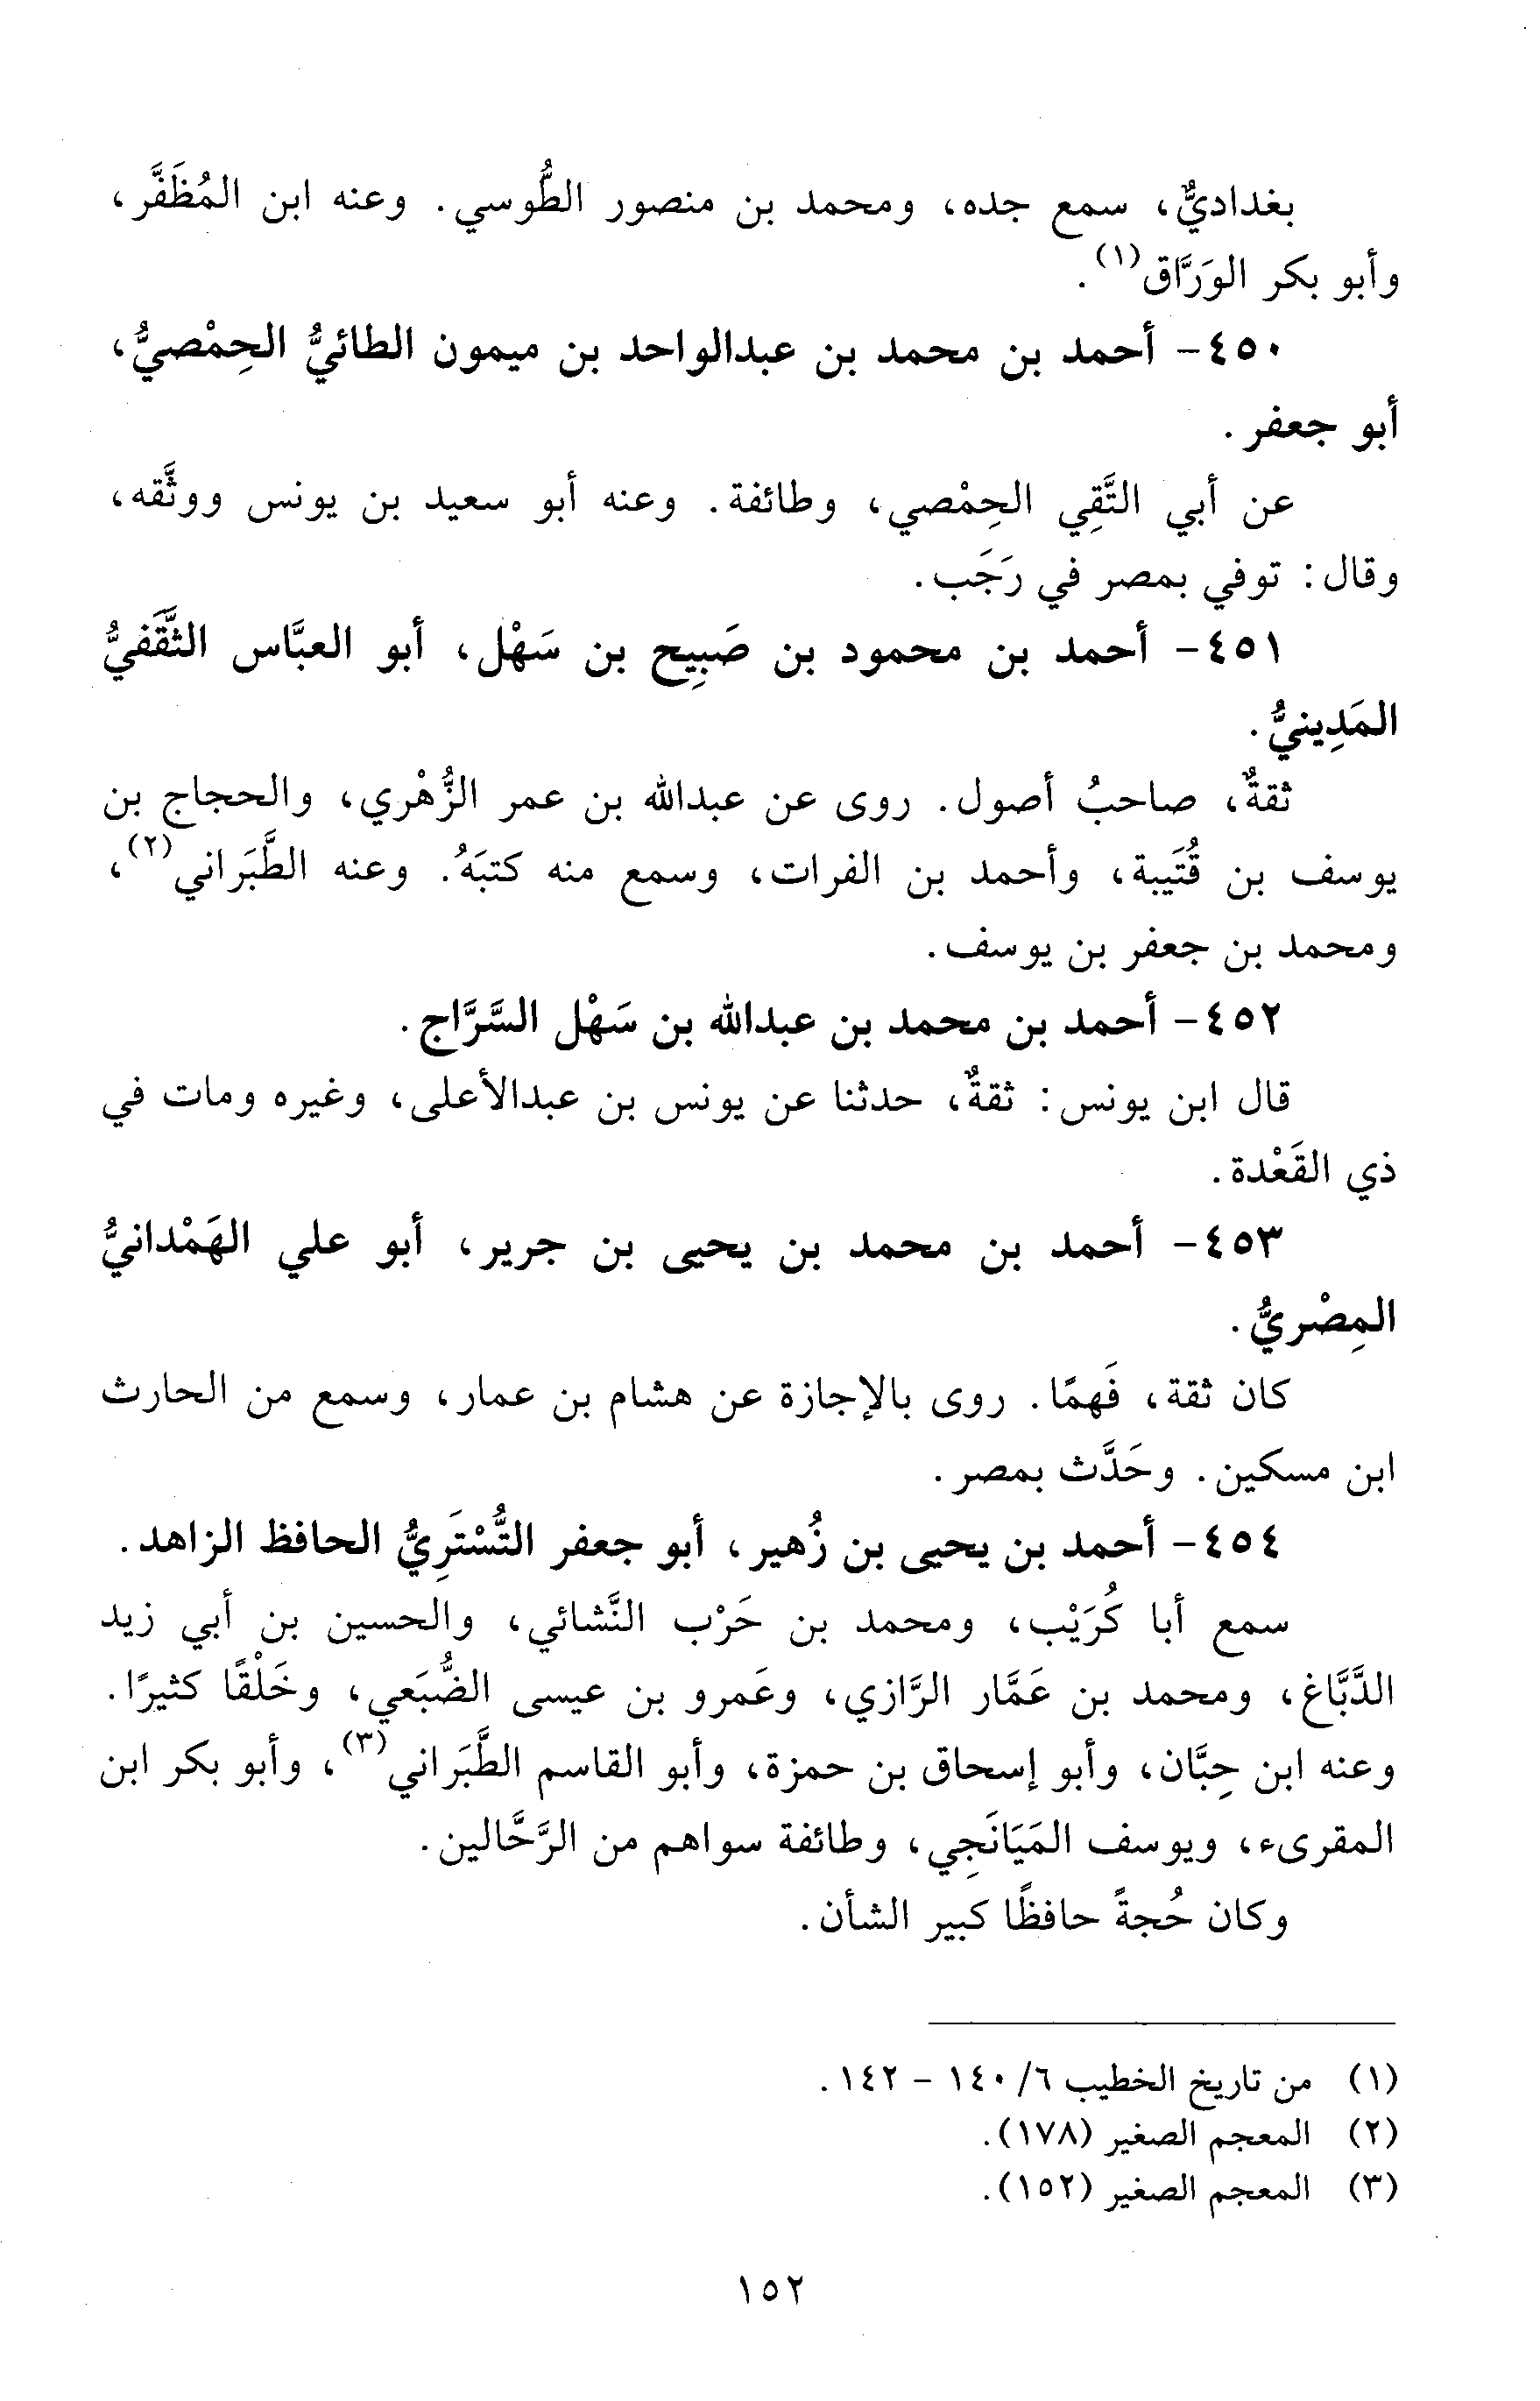 بغداديٌّ، سمع جده، ومحمد بن منصور الطُّوسي. وعنه ابن المُظَفَّر،
وأبو بكر الوَرَّاق(١).
٤٥٠- أحمد بن محمد بن عبدالواحد بن ميمون الطائيُّ الحِمْصيُّ،
أبو جعفر.
عن أبي التَّقِي الحِمْصي، وطائفة. وعنه أبو سعيد بن يونس ووثَّقه،
وقال: توفي بمصر في رَجَب.
٤٥١- أحمد بن محمود بن صَبِيح بن سَهْل، أبو العبَّاس الثَّقَفيُّ
المَدِينيُّ.
ثقةٌ، صاحبُ أصول. روى عن عبدالله بن عمر الزُّهْري، والحجاج بن
يوسف بن قُتَيبة، وأحمد بن الفرات، وسمع منه كتبَهُ. وعنه الطَّبَراني(٢)،
ومحمد بن جعفر بن يوسف.
٤٥٢- أحمد بن محمد بن عبدالله بن سَهْل السَّرَّاج.
قال ابن يونس: ثقةٌ، حدثنا عن يونس بن عبدالأعلى، وغيره ومات في
ذي القَعْدة.
٤٥٣- أحمد بن محمد بن يحيى بن جرير، أبو علي الهَمْدانيُّ
المِصْريُّ.
كان ثقة، فَهمًا. روى بالإجازة عن هشام بن عمار، وسمع من الحارث
ابن مسكين. وحَدَّث بمصر.
٤٥٤- أحمد بن يحيى بن زُهير، أبو جعفر التُّسْتَرِيُّ الحافظ الزاهد.
سمع أبا كُرَيْب، ومحمد بن حَرْب النَّشائي، والحسين بن أبي زيد
الدَّبَّاغ، ومحمد بن عَمَّار الرَّازي، وعَمرو بن عيسى الضُّبَعي، وخَلْقًا كثيرًا.
وعنه ابن حِبَّان، وأبو إسحاق بن حمزة، وأبو القاسم الطَّبَراني(٣)، وأبو بكر ابن
المقرىء، ويوسف المَيَانَجِي، وطائفة سواهم من الرَّحَّالين.
وكان حُجةً حافظًا كبير الشأن.
(١) من تاريخ الخطيب ٦/ ١٤٠ - ١٤٢.
(٢) المعجم الصغير (١٧٨).
(٣) المعجم الصغير (١٥٢).
١٥٢